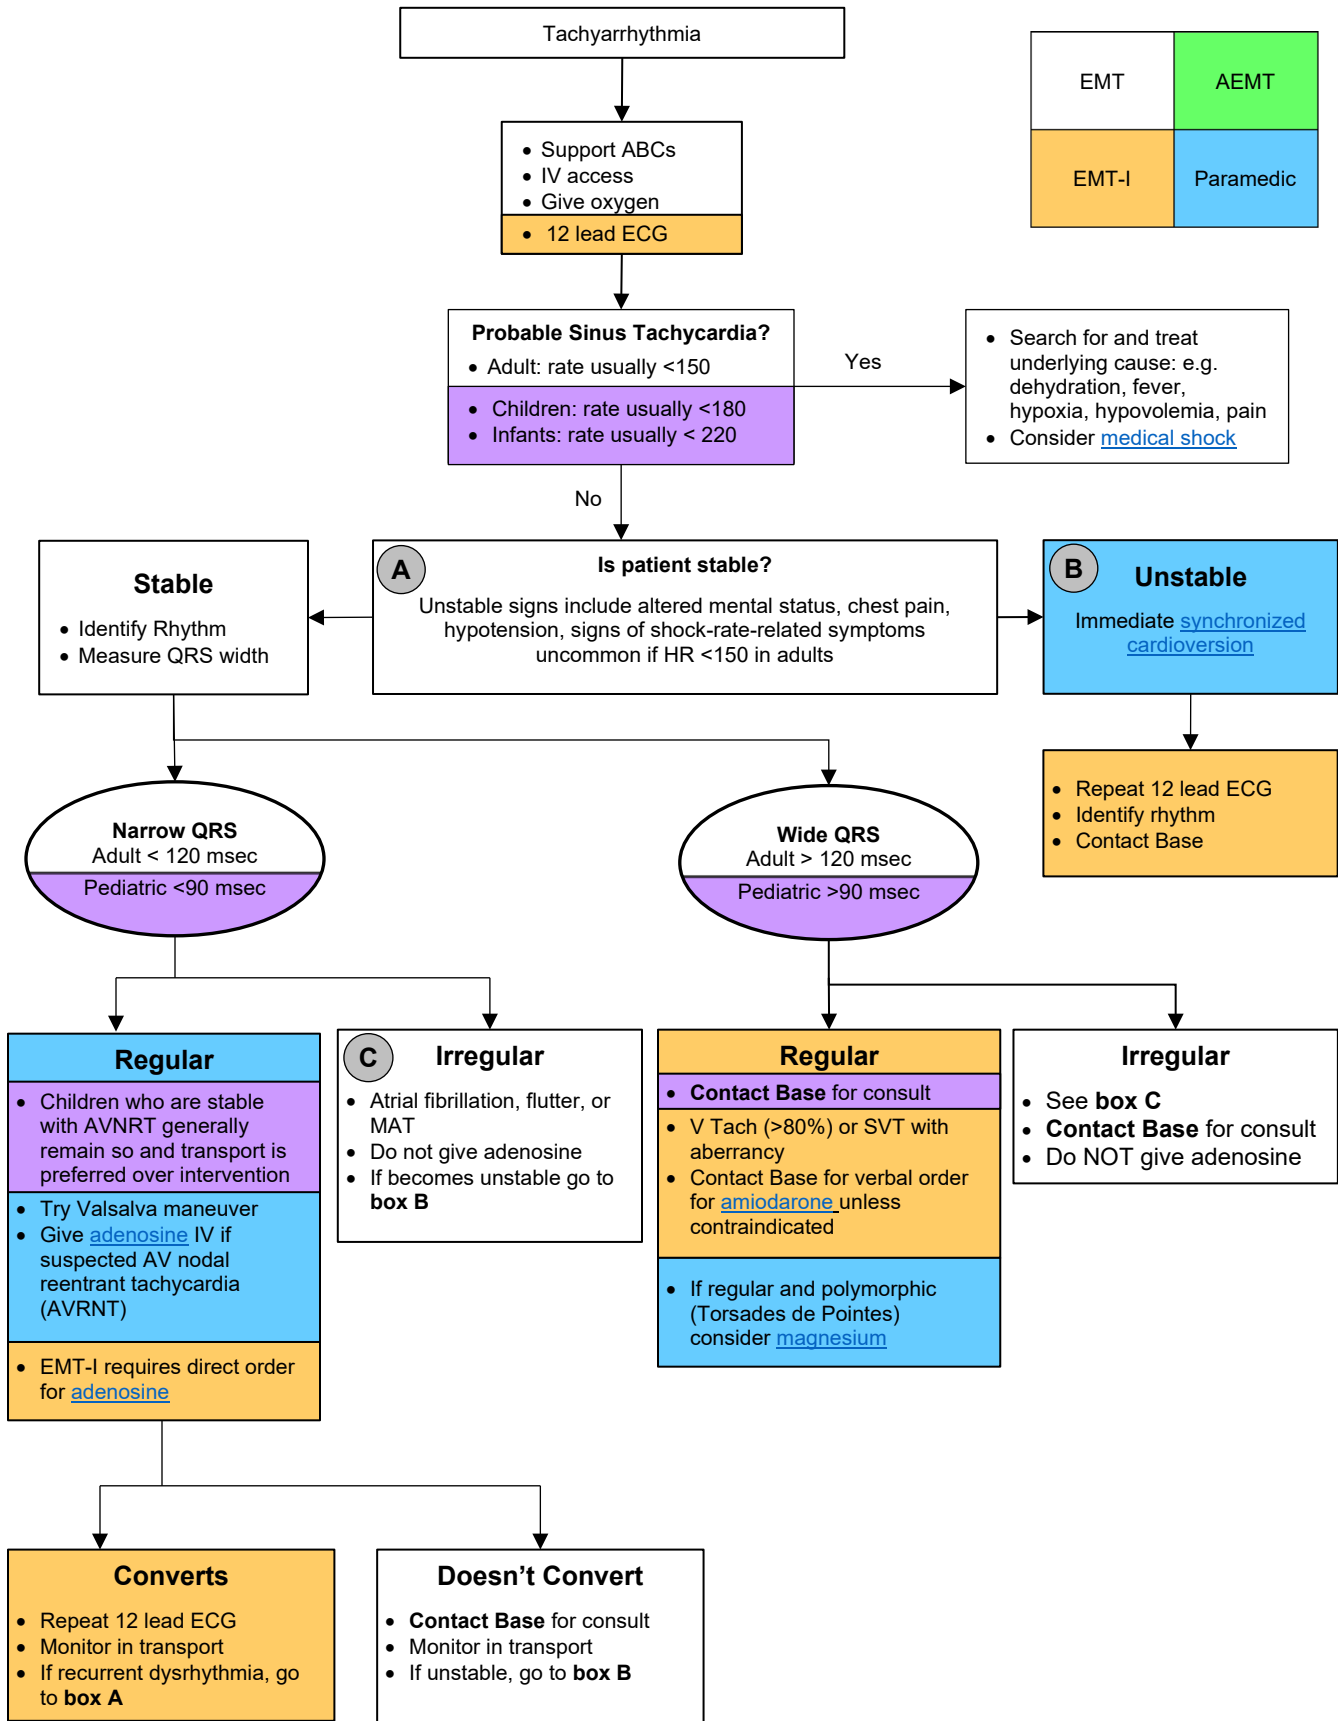 Tachyarrhythmia
EMT
AEMT
EMT-I
Paramedic
• Support ABCs
• IV access
• Give oxygen
• 12 lead ECG
Probable Sinus Tachycardia?
• Adult: rate usually <150
• Children: rate usually <180
• Infants: rate usually < 220
Yes
• Search for and treat
underlying cause: e.g.
dehydration, fever,
hypoxia, hypovolemia, pain
• Consider medical shock
No
Stable
• Identify Rhythm
• Measure QRS width
A
Is patient stable?
Unstable signs include altered mental status, chest pain,
hypotension, signs of shock-rate-related symptoms
uncommon if HR <150 in adults
B
Unstable
Immediate synchronized
cardioversion
• Repeat 12 lead ECG
• Identify rhythm
• Contact Base
Narrow QRS
Adult < 120 msec
Pediatric <90 msec
Wide QRS
Adult > 120 msec
Pediatric >90 msec
Regular
• Children who are stable
with AVNRT generally
remain so and transport is
preferred over intervention
• Try Valsalva maneuver
• Give adenosine IV if
suspected AV nodal
reentrant tachycardia
(AVRNT)
• EMT-I requires direct order
for adenosine
C
Irregular
• Atrial fibrillation, flutter, or
MAT
• Do not give adenosine
• If becomes unstable go to
box B
Regular
• Contact Base for consult
• V Tach (>80%) or SVT with
aberrancy
• Contact Base for verbal order
for amiodarone unless
contraindicated
• If regular and polymorphic
(Torsades de Pointes)
consider magnesium
Irregular
• See box C
• Contact Base for consult
• Do NOT give adenosine
Converts
• Repeat 12 lead ECG
• Monitor in transport
• If recurrent dysrhythmia, go
to box A
Doesn’t Convert
• Contact Base for consult
• Monitor in transport
• If unstable, go to box B